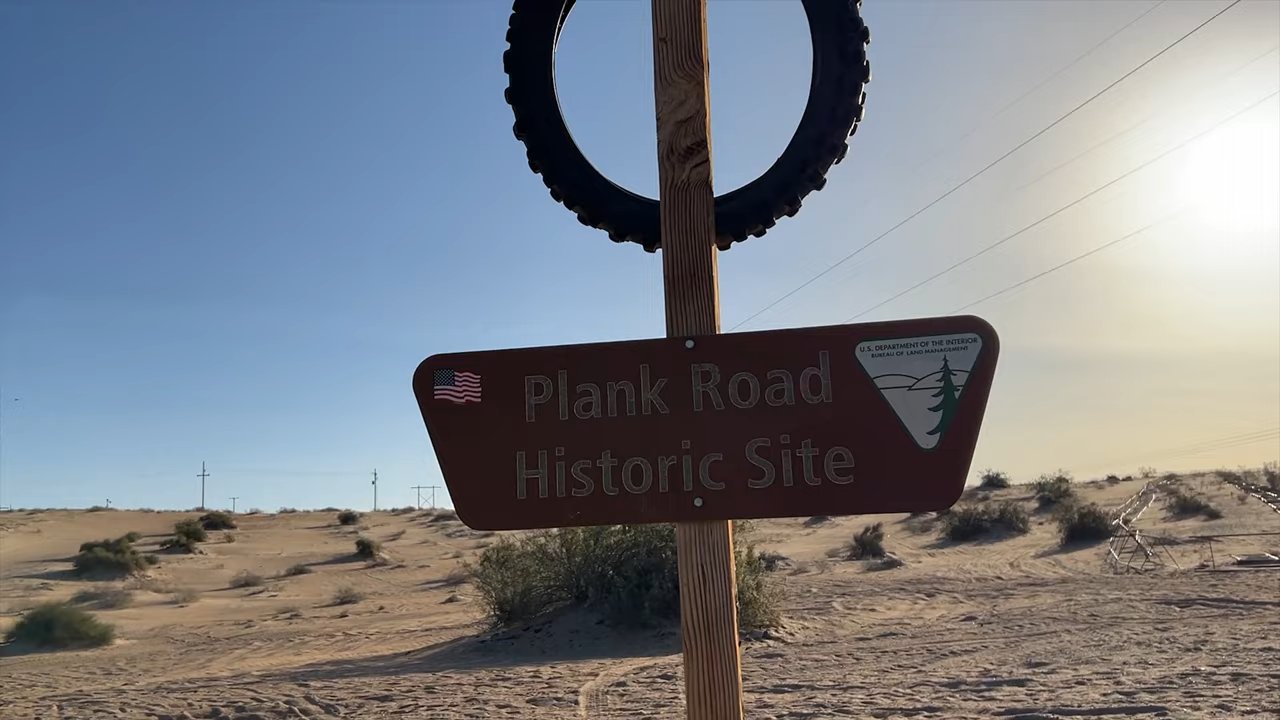 Plank Road
Historic Site
U.S. DEPARTMENT OF THE INTERIOR
BUREAU OF LAND MANAGEMENT